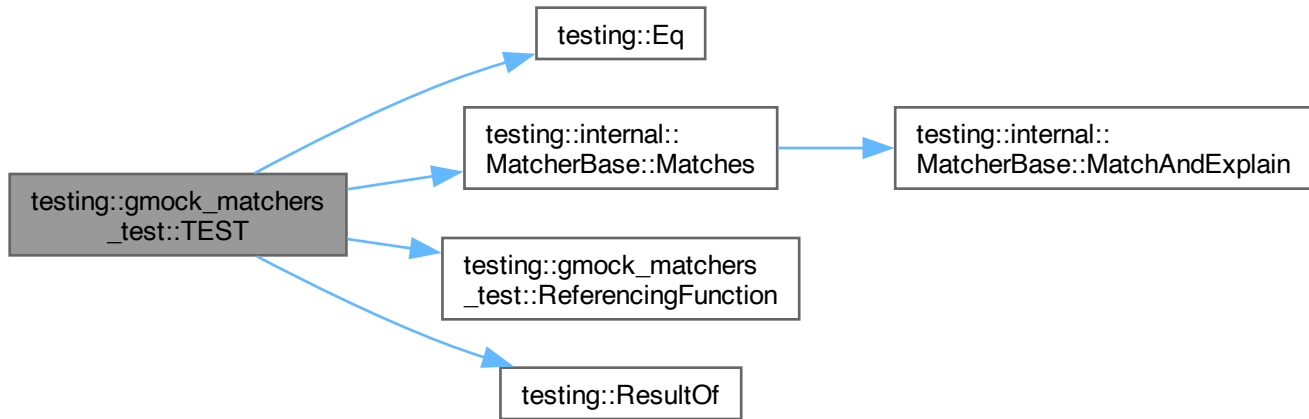 testing::Eq
testing::internal::
MatcherBase::Matches
testing::internal::
MatcherBase::MatchAndExplain
testing::gmock_matchers
_test::TEST
testing::gmock_matchers
_test::ReferencingFunction
testing::ResultOf